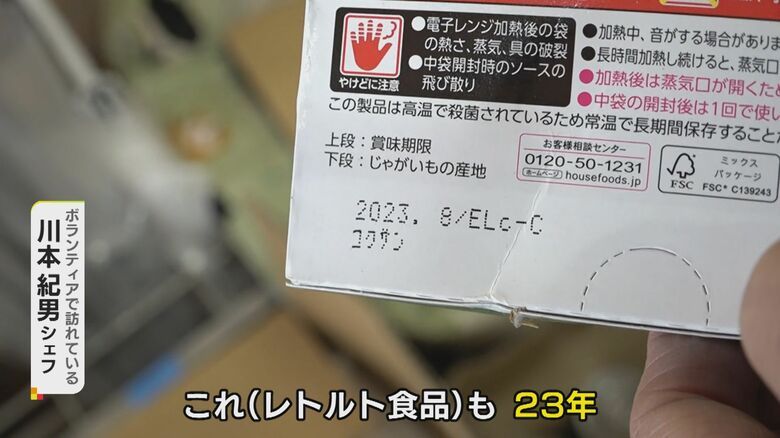 ●電子レンジ加熱後の袋
の熱さ、蒸気、具の破裂
●中袋開封時のソースの
飛び散り
やけどに注意
●加熱中、音がする場合があり
●長時間加熱し続けると、蒸気口
●加熱後は蒸気口が開くため
●中袋の開封後は1回で使い
この製品は高温で殺菌されているため常温で長期間保存すること
上段：賞味期限
下段：じゃがいもの産地
お客様相談センター
0120-50-1231
ホームページ housefoods.jp
FSC
ミックス
パッケージ
FSC® C139243
2023. 8/ELc-C
コクサン
ボランティアで訪れている
川本 紀男シェフ
これ(レトルト食品)も 23年